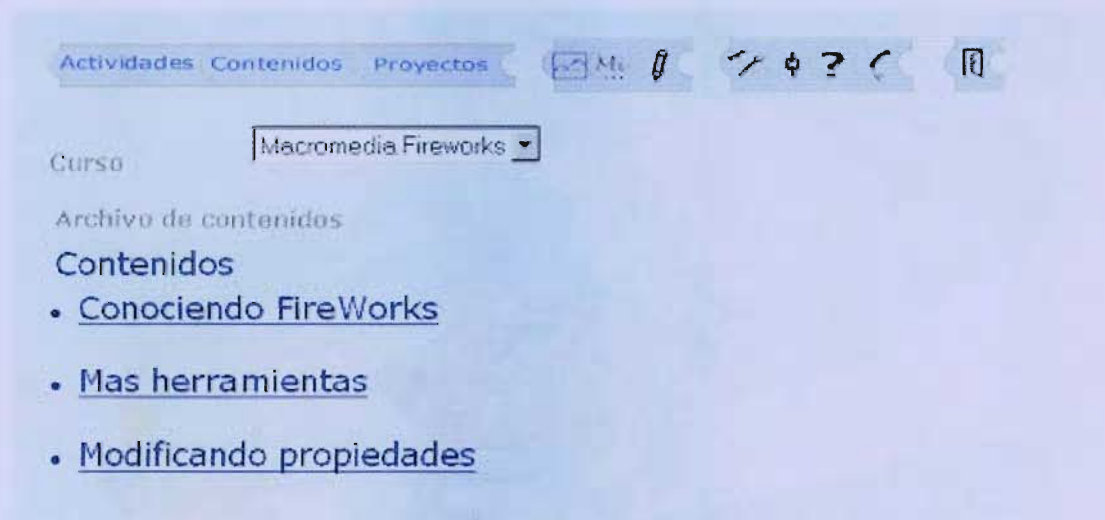 Actividades Contenidos Proyectos
?
Curso Macromedia Fireworks
Archivo de contenidos
Contenidos
• Conociendo FireWorks
• Mas herramientas
• Modificando propiedades